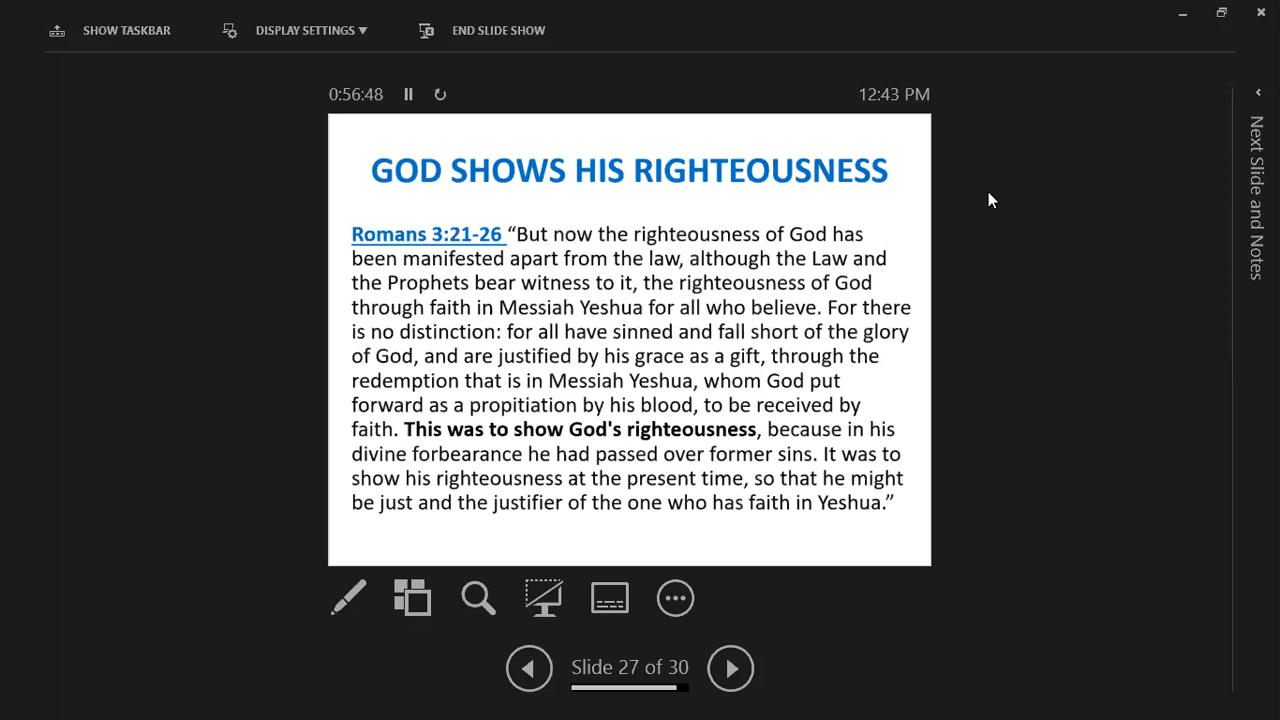 SHOW TASKBAR
DISPLAY SETTINGS ▼
END SLIDE SHOW
0:56:48
12:43 PM
GOD SHOWS HIS RIGHTEOUSNESS
Romans 3:21-26 “But now the righteousness of God has
been manifested apart from the law, although the Law and
the Prophets bear witness to it, the righteousness of God
through faith in Messiah Yeshua for all who believe. For there
is no distinction: for all have sinned and fall short of the glory
of God, and are justified by his grace as a gift, through the
redemption that is in Messiah Yeshua, whom God put
forward as a propitiation by his blood, to be received by
faith. This was to show God's righteousness, because in his
divine forbearance he had passed over former sins. It was to
show his righteousness at the present time, so that he might
be just and the justifier of the one who has faith in Yeshua.”
Slide 27 of 30
Next Slide and Notes